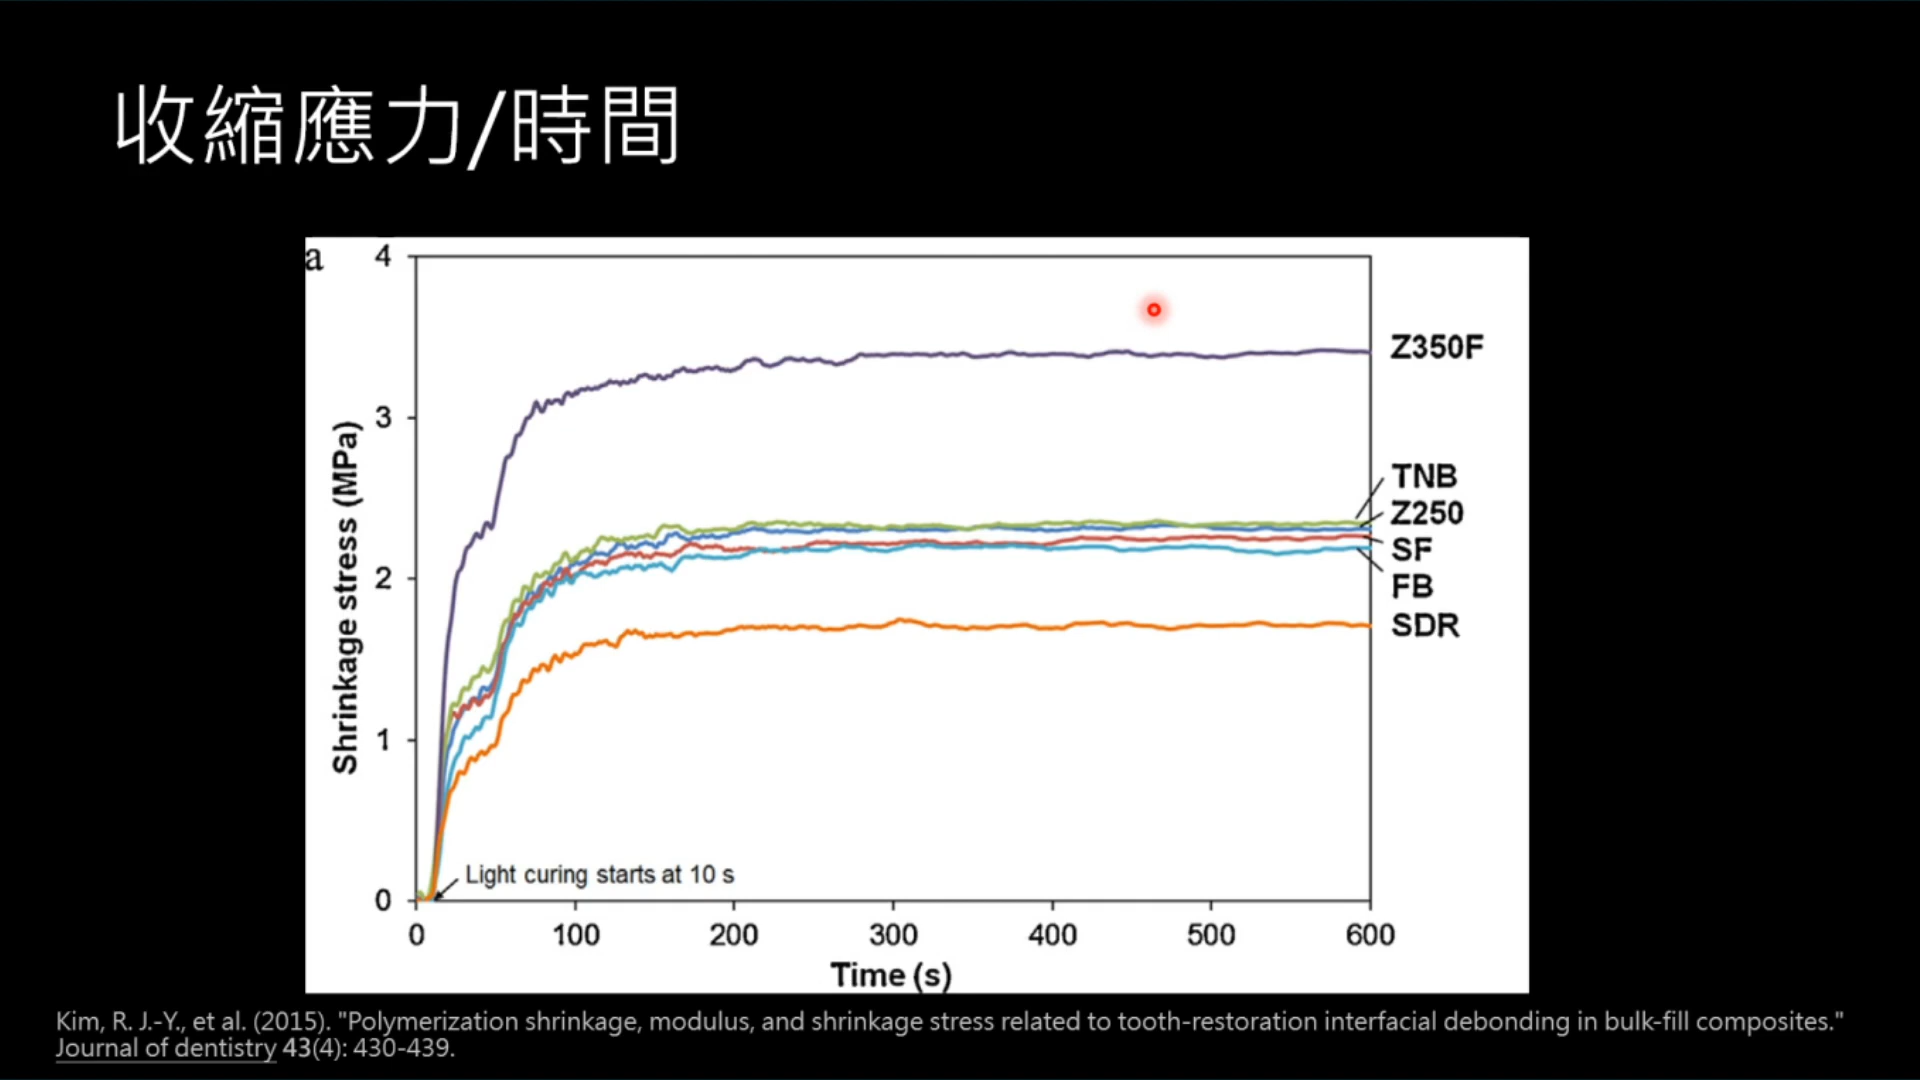 收縮應力/時間
a
4
3
2
1
0
Shrinkage stress (MPa)
Z350F
TNB
Z250
SF
FB
SDR
Light curing starts at 10 s
0 100 200 300 400 500 600
Time (s)
Kim, R. J.-Y., et al. (2015). "Polymerization shrinkage, modulus, and shrinkage stress related to tooth-restoration interfacial debonding in bulk-fill composites."
Journal of dentistry 43(4): 430-439.